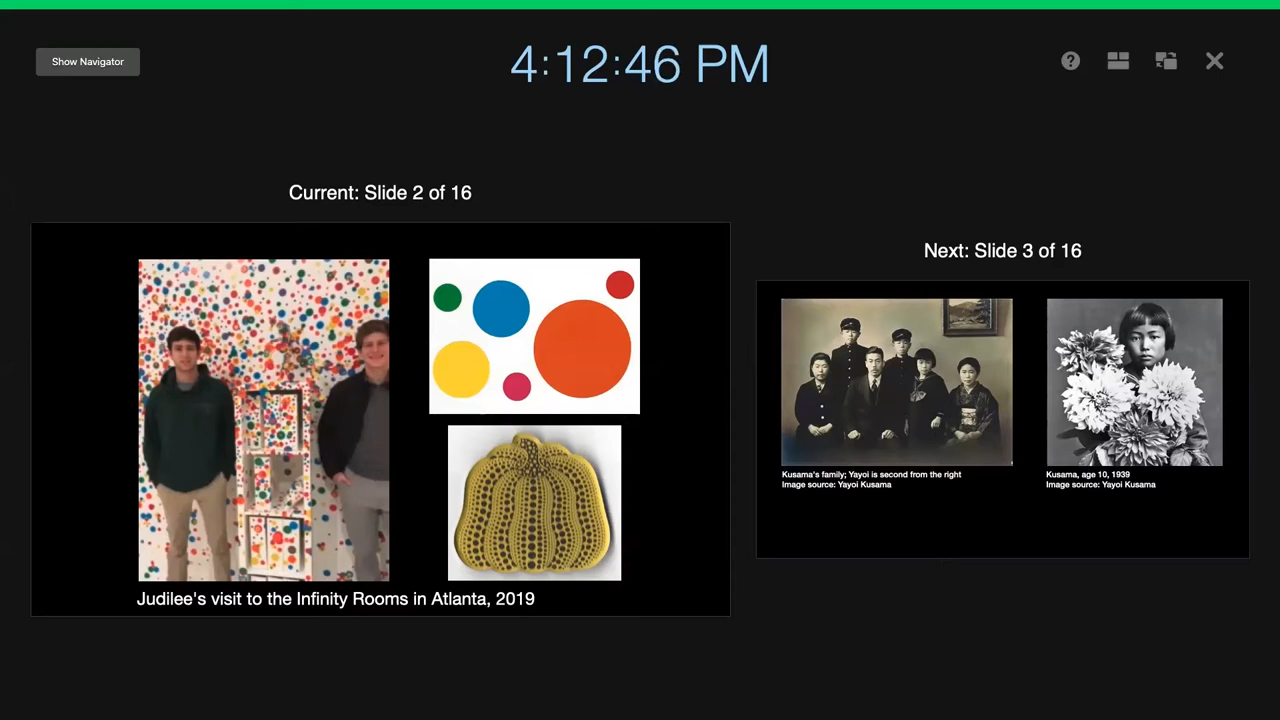 Show Navigator
4:12:46 PM
Current: Slide 2 of 16
Next: Slide 3 of 16
Kusama's family; Yayoi is second from the right
Image source: Yayoi Kusama
Kusama, age 10, 1939
Image source: Yayoi Kusama
Judilee's visit to the Infinity Rooms in Atlanta, 2019